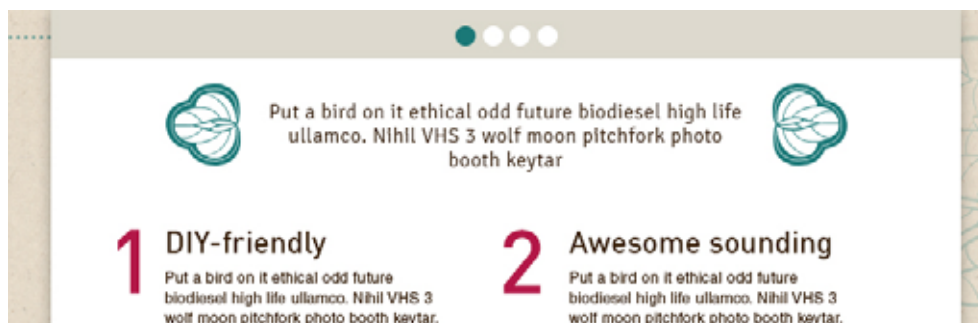 Put a bird on it ethical odd future biodiesel high life
ullamco. Nihil VHS 3 wolf moon pitchfork photo
booth keytar
1 DIY-friendly
Put a bird on it ethical odd future
biodiesel high life ullamco. Nihil VHS 3
wolf moon pitchfork photo booth keytar.
2 Awesome sounding
Put a bird on it ethical odd future
biodiesel high life ullamco. Nihil VHS 3
wolf moon pitchfork photo booth keytar.